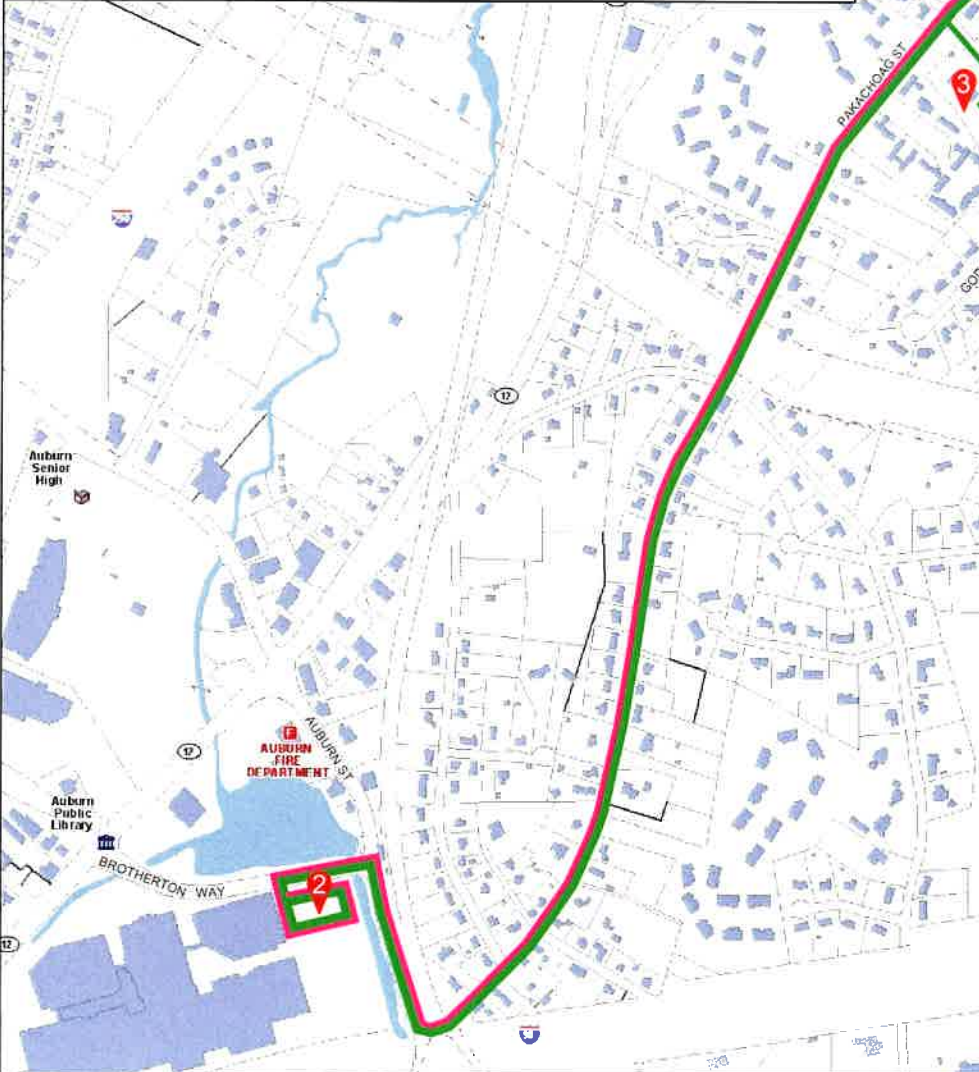 PAKACHOAG ST
3
12
Auburn
Senior
High
AUBURN ST
F
AUBURN
FIRE
DEPARTMENT
12
Auburn
Public
Library
BROTHERTON WAY
2
12